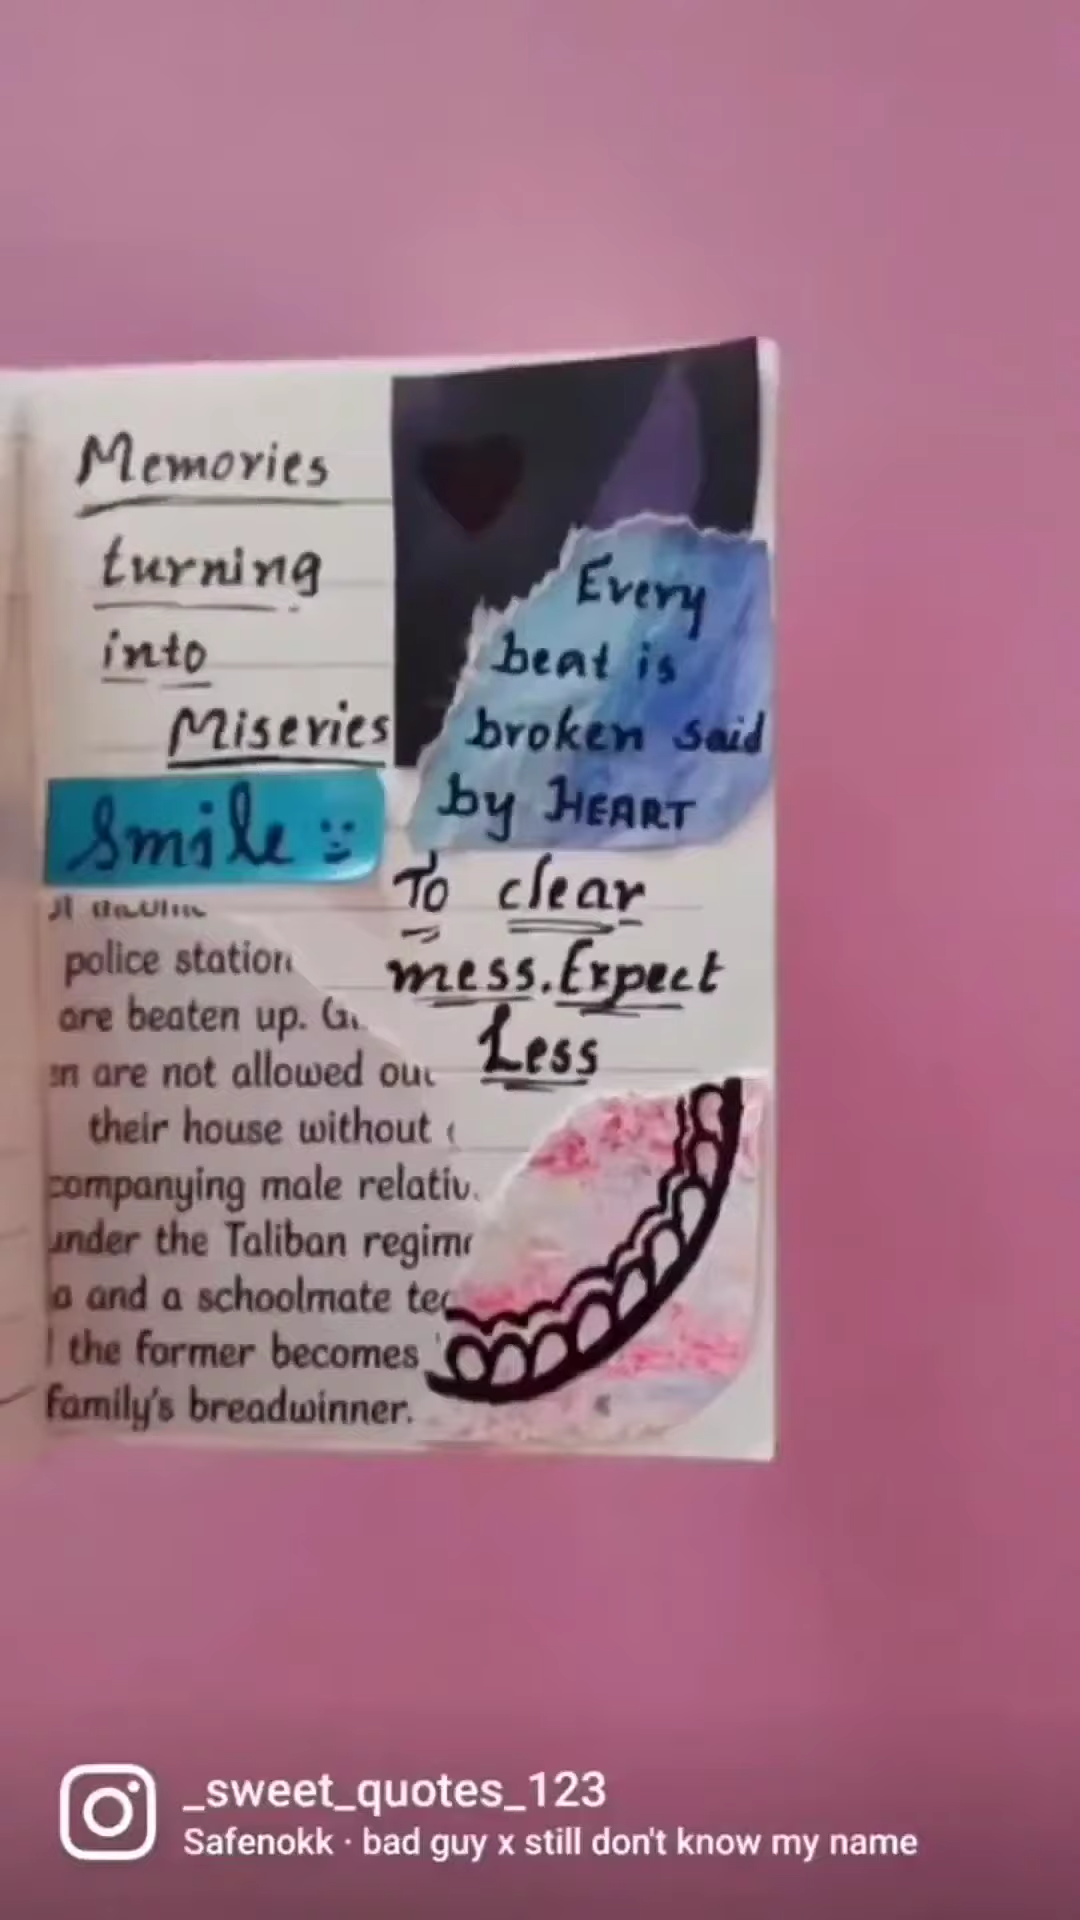 Memories
turning
into
Miseries
Smile
Every
beat is
broken said
by HEART
To clear
mess. Expect
Less
police station
are beaten up.
are not allowed
their house without
male
the Taliban
and a schoolmate
the former becomes
family's breadwinner.
_sweet_quotes_123
Safenokk · bad guy x still don't know my name